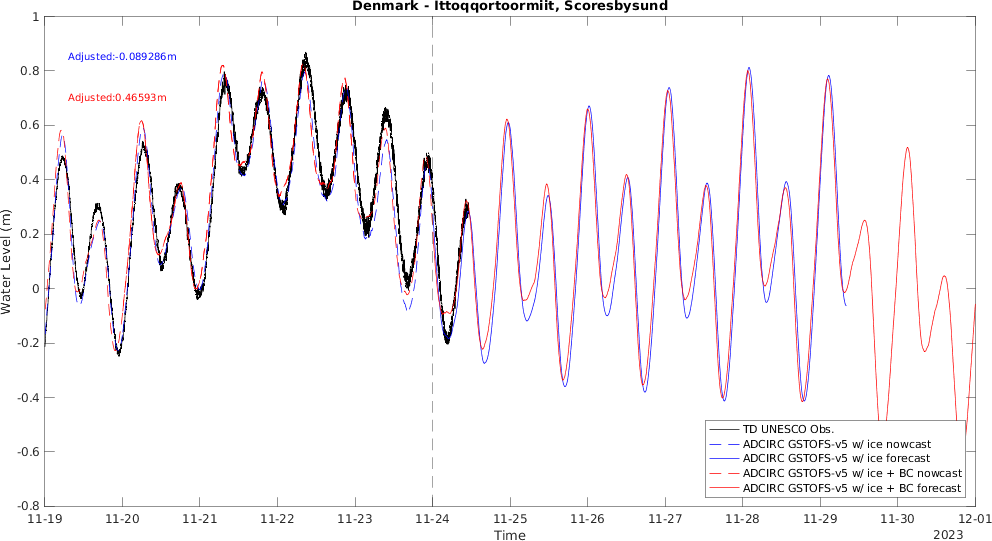 Denmark - Ittoqqortoormiit, Scoresbysund
Adjusted:-0.089286m
Adjusted:0.46593m
Water Level (m)
1
0.8
0.6
0.4
0.2
0
-0.2
-0.4
-0.6
-0.8
TD UNESCO Obs.
ADCIRC GSTOFS-v5 w/ ice nowcast
ADCIRC GSTOFS-v5 w/ ice forecast
ADCIRC GSTOFS-v5 w/ ice + BC nowcast
ADCIRC GSTOFS-v5 w/ ice + BC forecast
11-19 11-20 11-21 11-22 11-23 11-24 11-25 11-26 11-27 11-28 11-29 11-30 12-01
Time
2023